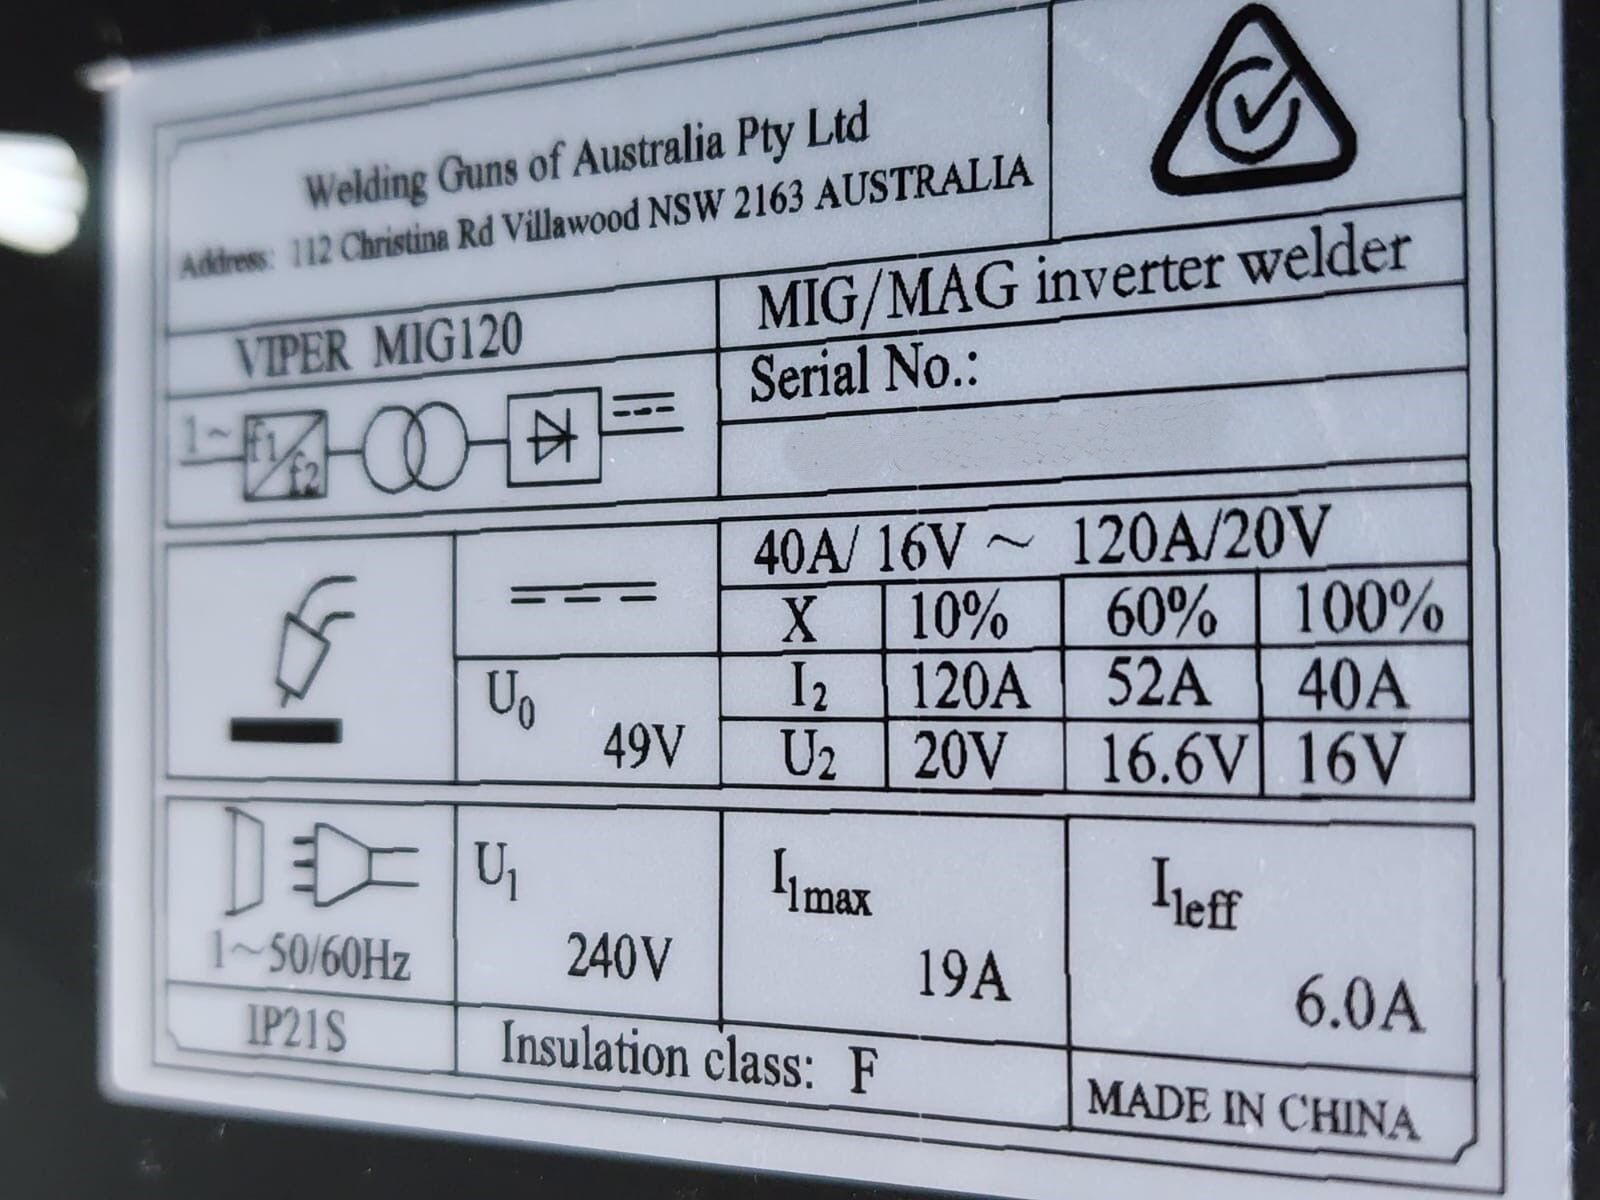 Welding Guns of Australia Pty Ltd
Address: 112 Christina Rd Villawood NSW 2163 AUSTRALIA
VIPER MIG120
MIG/MAG inverter welder
Serial No.:
1~ f1/f2
40A/ 16V ~ 120A/20V
X 10% 60% 100%
I2 120A 52A 40A
U2 20V 16.6V 16V
U0
49V
1~50/60Hz
U1
240V
I1max
19A
I1eff
6.0A
IP21S
Insulation class: F
MADE IN CHINA